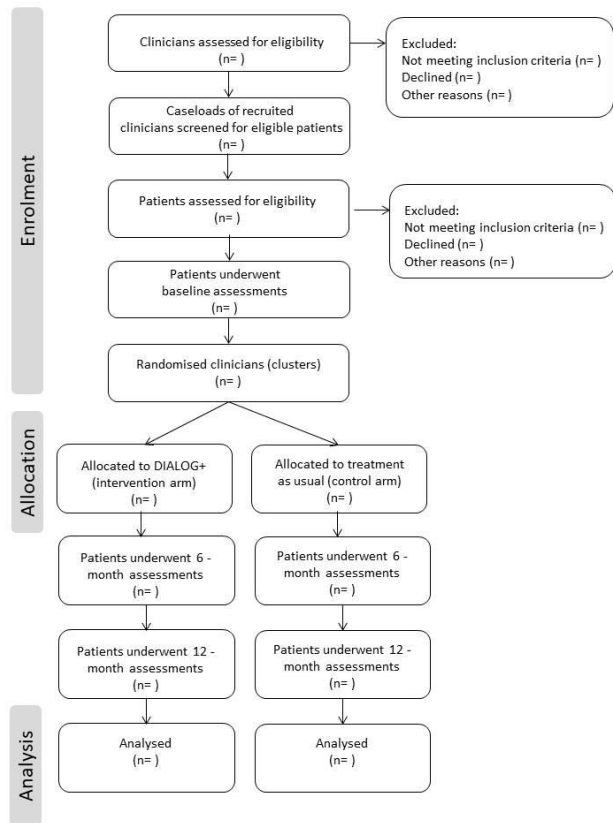 Enrolment
Clinicians assessed for eligibility
(n= )
Excluded:
Not meeting inclusion criteria (n= )
Declined (n= )
Other reasons (n= )
Caseloads of recruited
clinicians screened for eligible patients
(n= )
Patients assessed for eligibility
(n= )
Excluded:
Not meeting inclusion criteria (n= )
Declined (n= )
Other reasons (n= )
Patients underwent
baseline assessments
(n= )
Randomised clinicians (clusters)
(n= )
Allocation
Allocated to DIALOG+
(intervention arm)
(n= )
Allocated to treatment
as usual (control arm)
(n= )
Patients underwent 6 -
month assessments
(n= )
Patients underwent 6 -
month assessments
(n= )
Patients underwent 12 -
month assessments
(n= )
Patients underwent 12 -
month assessments
(n= )
Analysis
Analysed
(n= )
Analysed
(n= )